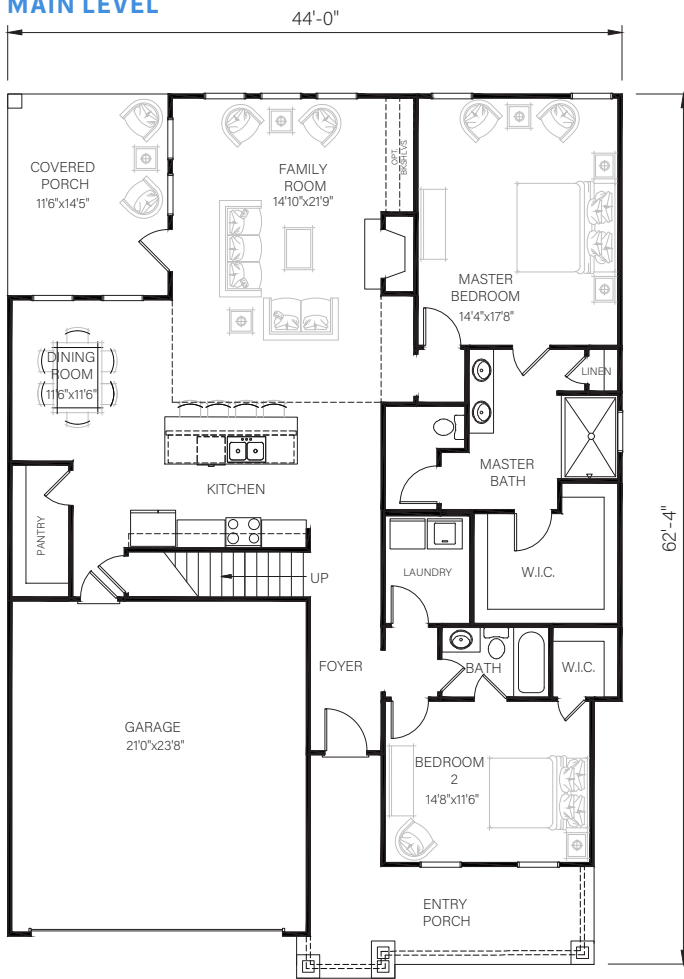 MAIN LEVEL
44'-0"
COVERED
PORCH
11'6"x14'5"
FAMILY
ROOM
14'10"x21'9"
OPT.
BKSHLVS
MASTER
BEDROOM
14'4"x17'8"
DINING
ROOM
11'6"x11'6"
LINEN
KITCHEN
MASTER
BATH
PANTRY
62'-4"
LAUNDRY
W.I.C.
UP
FOYER
BATH
W.I.C.
GARAGE
21'0"x23'8"
BEDROOM
2
14'8"x11'6"
ENTRY
PORCH